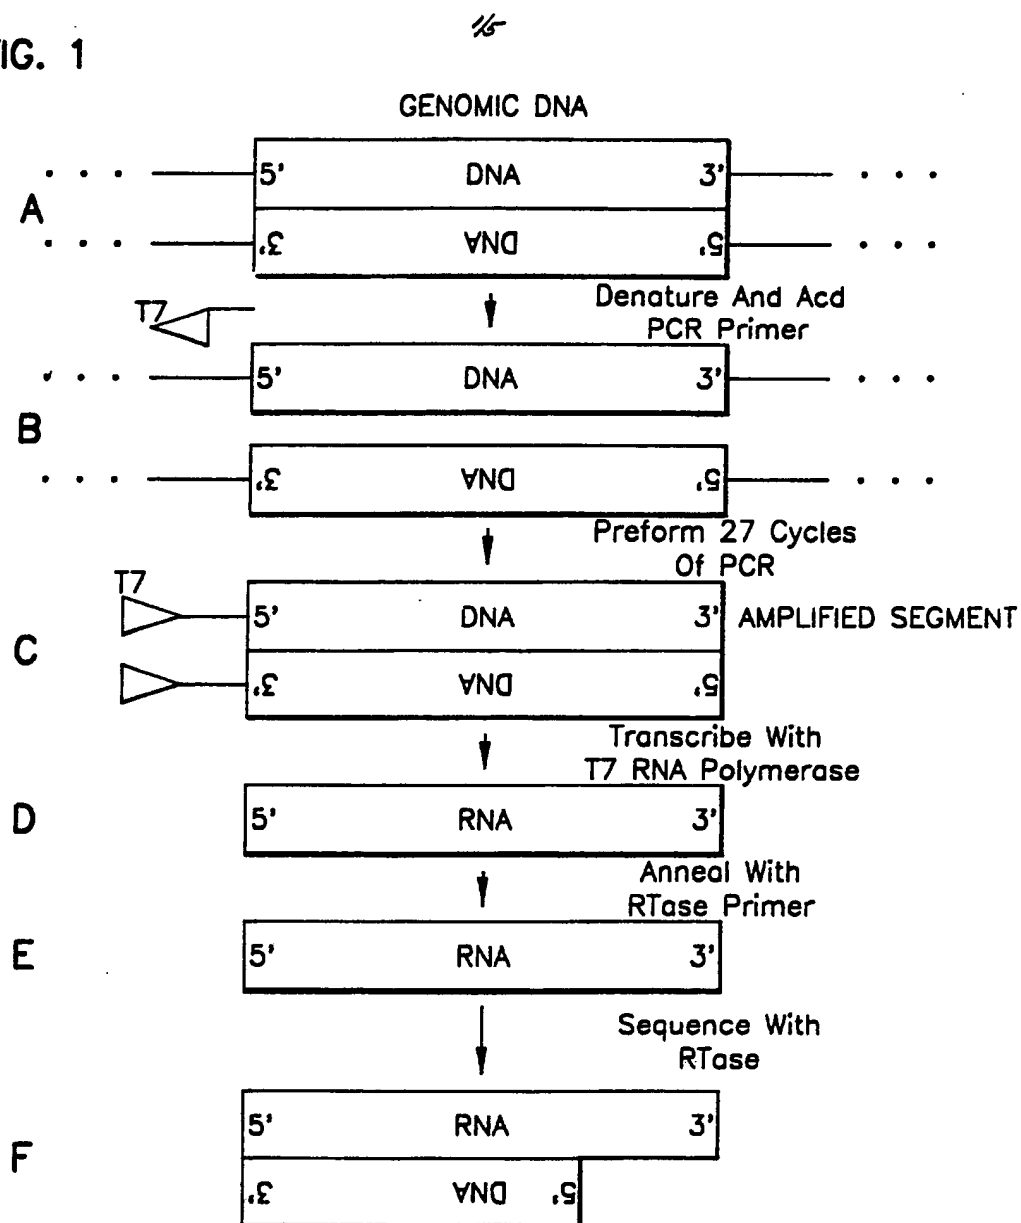 1/5
IG. 1
GENOMIC DNA
5' DNA 3'
A
3' DNA 5'
Denature And Acd
PCR Primer
T7
5' DNA 3'
B
3' DNA 5'
Preform 27 Cycles
Of PCR
T7
5' DNA 3' AMPLIFIED SEGMENT
C
3' DNA 5'
Transcribe With
T7 RNA Polymerase
D 5' RNA 3'
Anneal With
RTase Primer
E 5' RNA 3'
Sequence With
RTase
5' RNA 3'
F
3' DNA 5'